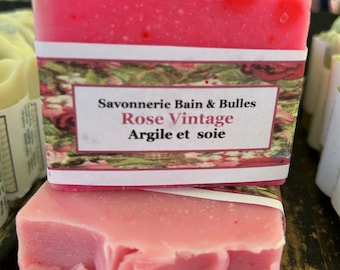 Savonnerie Bain & Bulles
Rose Vintage
Argile et soie